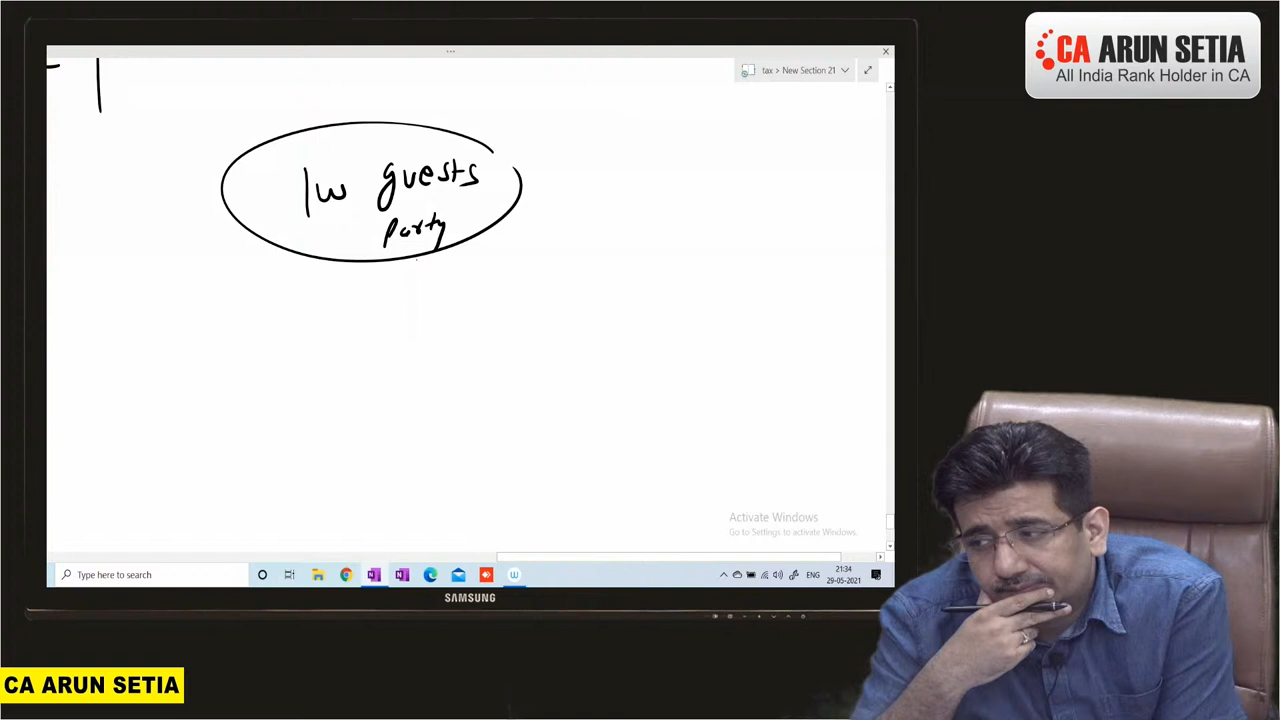 CA ARUN SETIA
All India Rank Holder in CA
tax > New Section 21
guests
party
Activate Windows
Go to Settings to activate Windows.
Type here to search
ENG
21:34
29-05-2021
SAMSUNG
CA ARUN SETIA